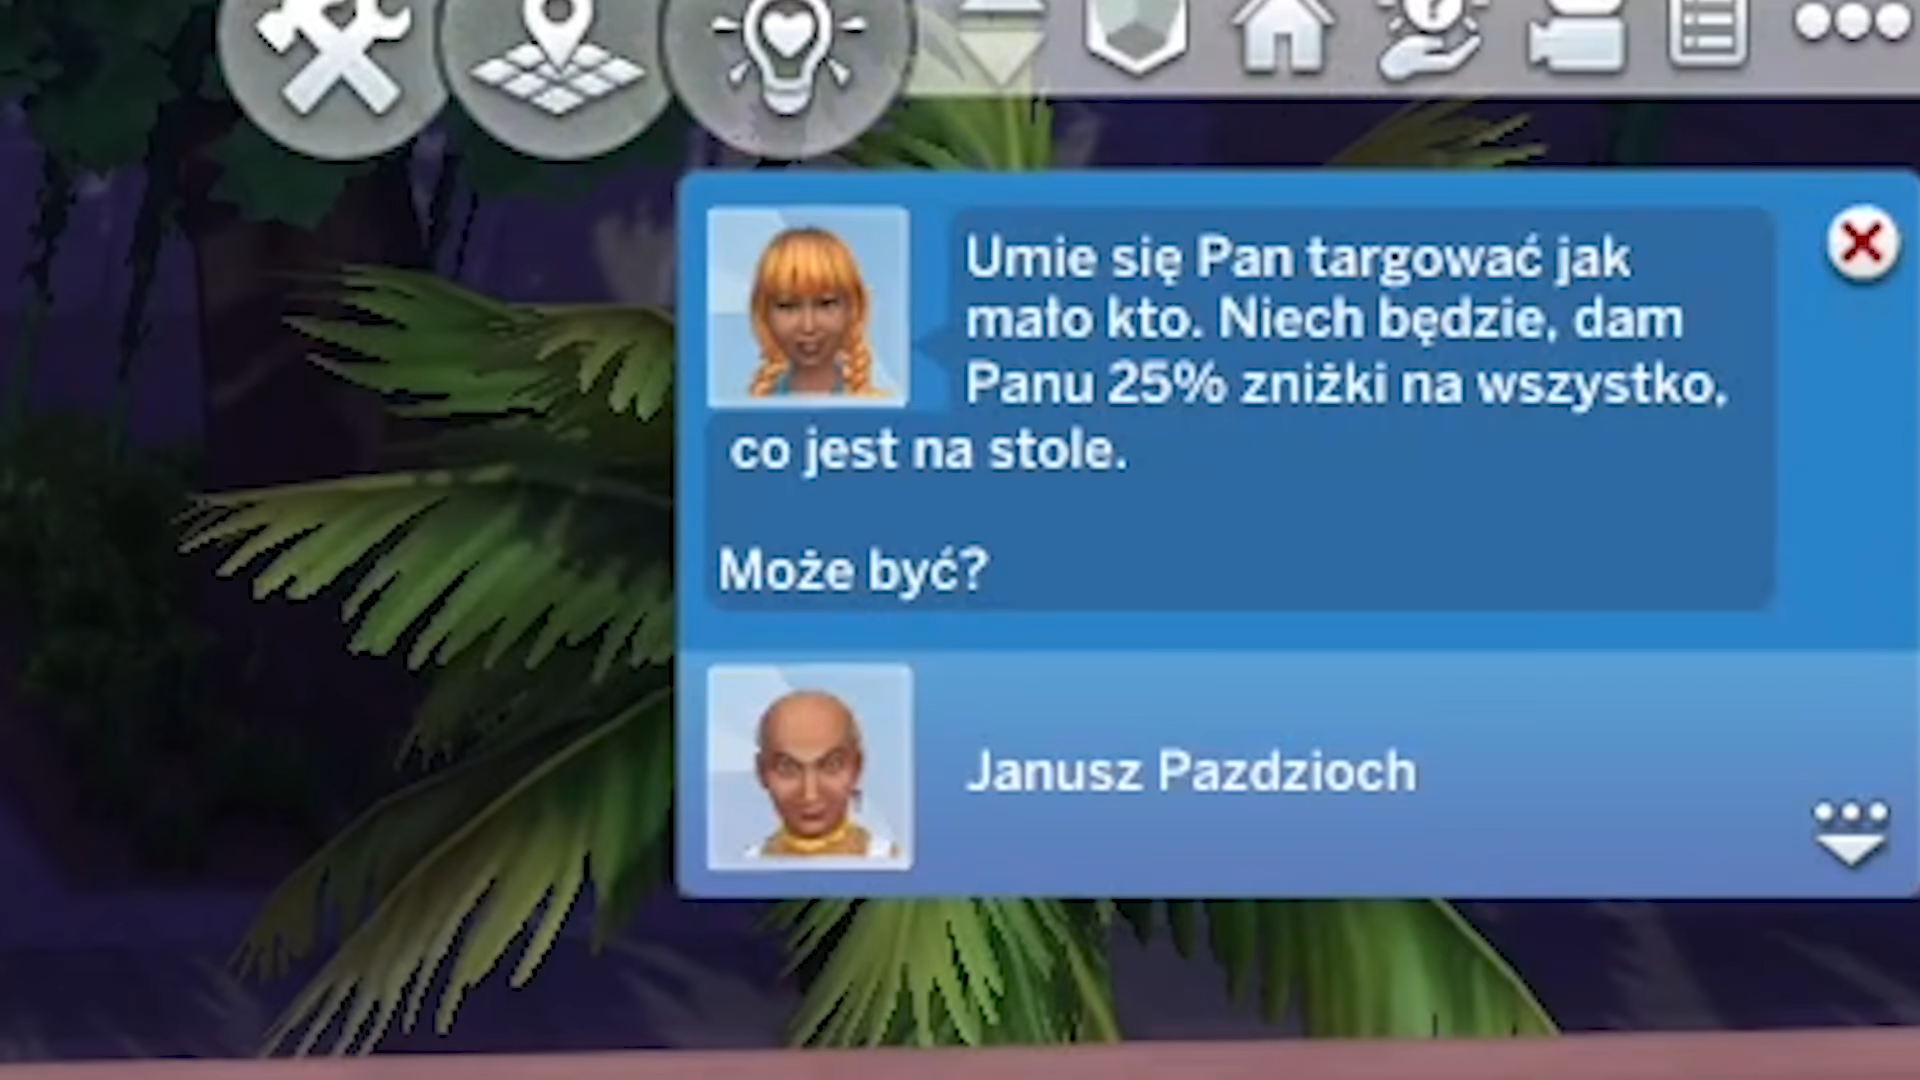 Umie się Pan targować jak
mało kto. Niech będzie, dam
Panu 25% zniżki na wszystko,
co jest na stole.
Może być?
Janusz Pazdzioch